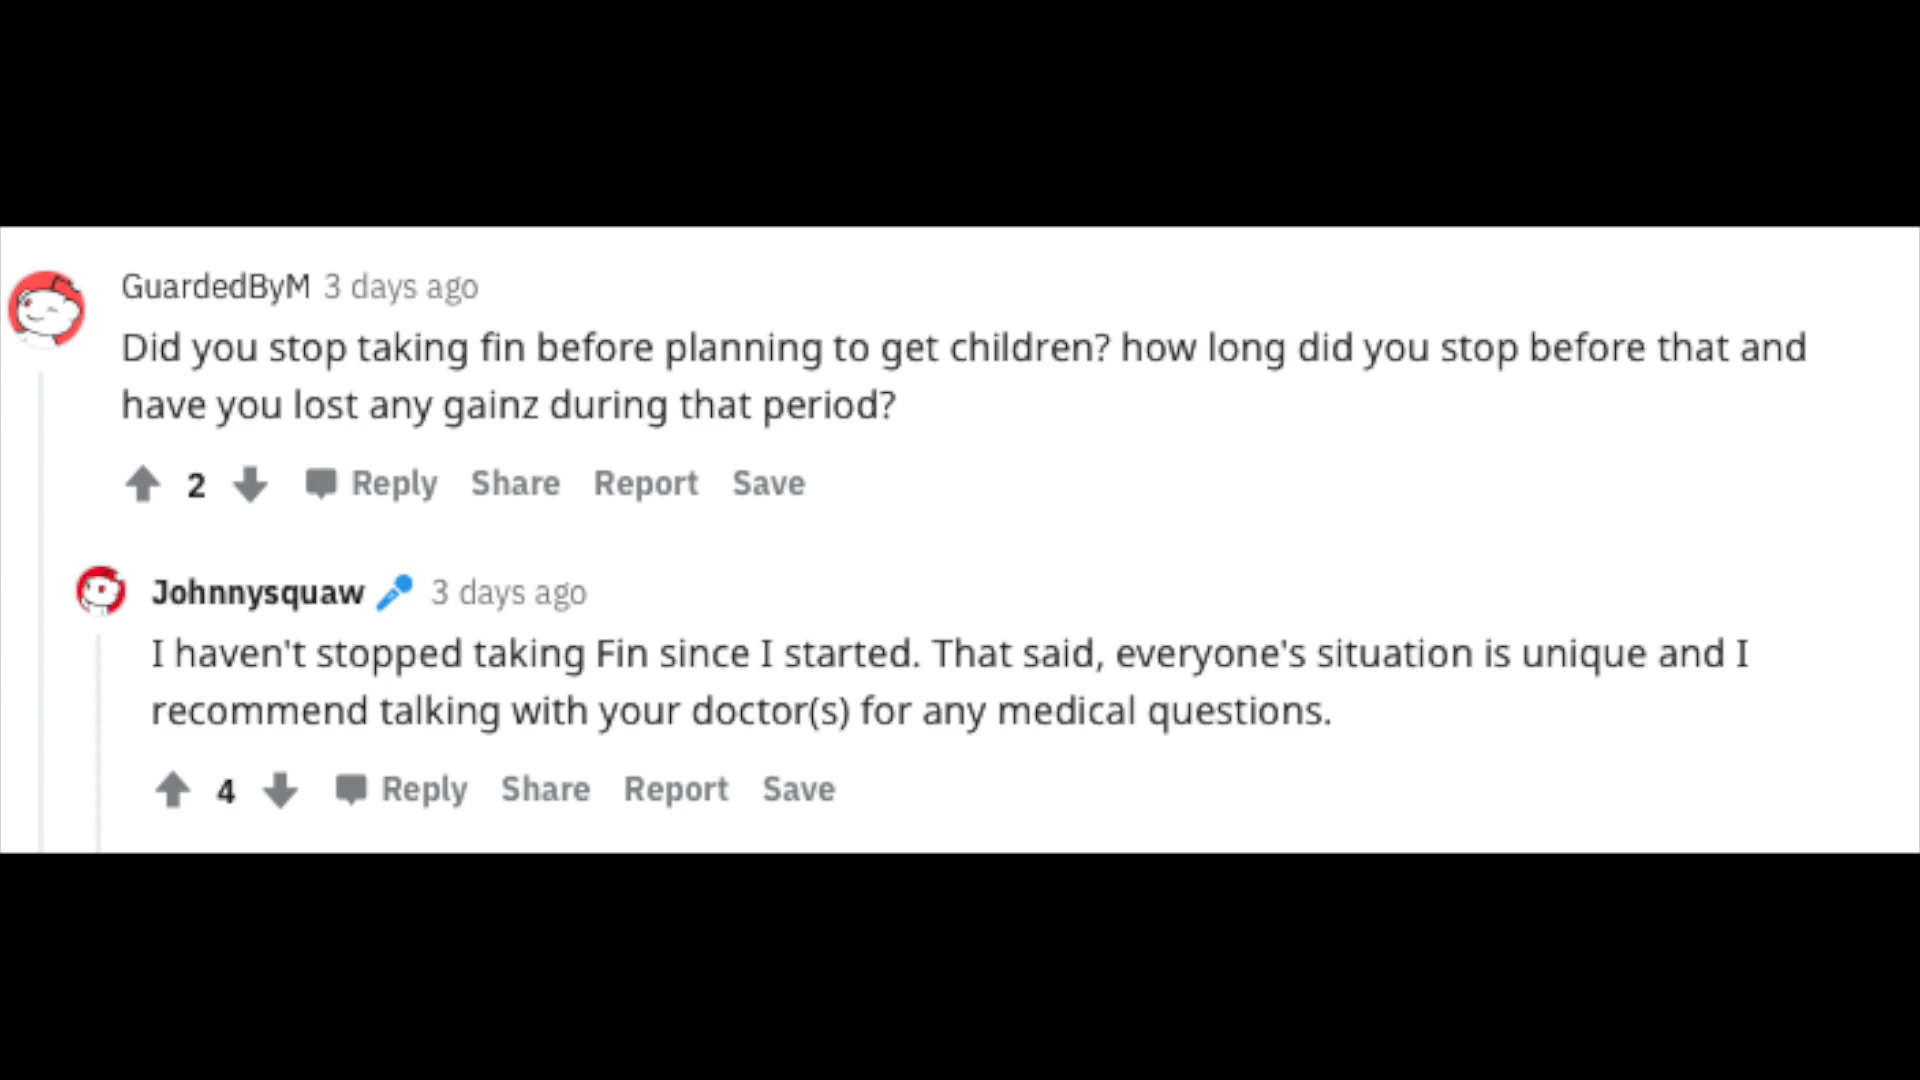 GuardedByM 3 days ago
Did you stop taking fin before planning to get children? how long did you stop before that and
have you lost any gainz during that period?
2 Reply Share Report Save
Johnnysquaw 3 days ago
I haven't stopped taking Fin since I started. That said, everyone's situation is unique and I
recommend talking with your doctor(s) for any medical questions.
4 Reply Share Report Save